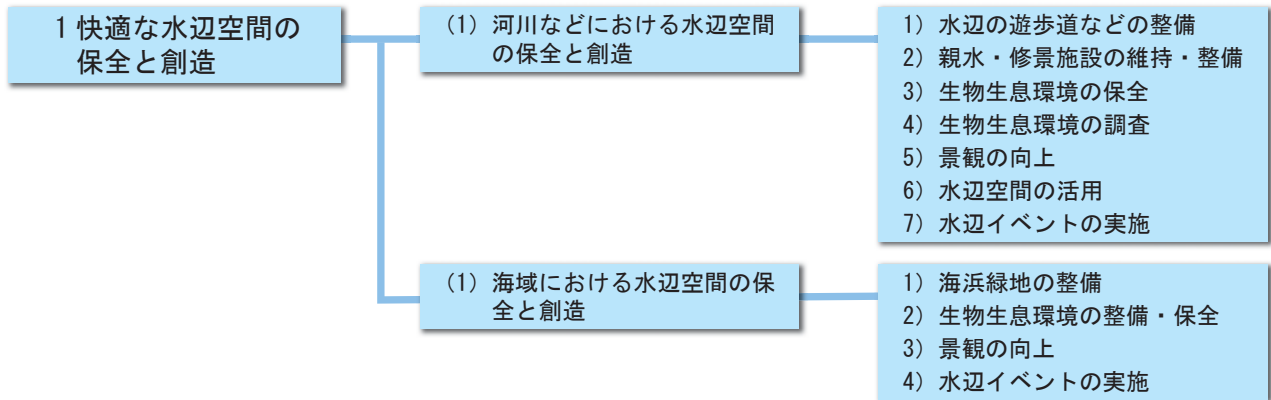 1 快適な水辺空間の
保全と創造
(1) 河川などにおける水辺空間
の保全と創造
1) 水辺の遊歩道などの整備
2) 親水・修景施設の維持・整備
3) 生物生息環境の保全
4) 生物生息環境の調査
5) 景観の向上
6) 水辺空間の活用
7) 水辺イベントの実施
(1) 海域における水辺空間の保
全と創造
1) 海浜緑地の整備
2) 生物生息環境の整備・保全
3) 景観の向上
4) 水辺イベントの実施